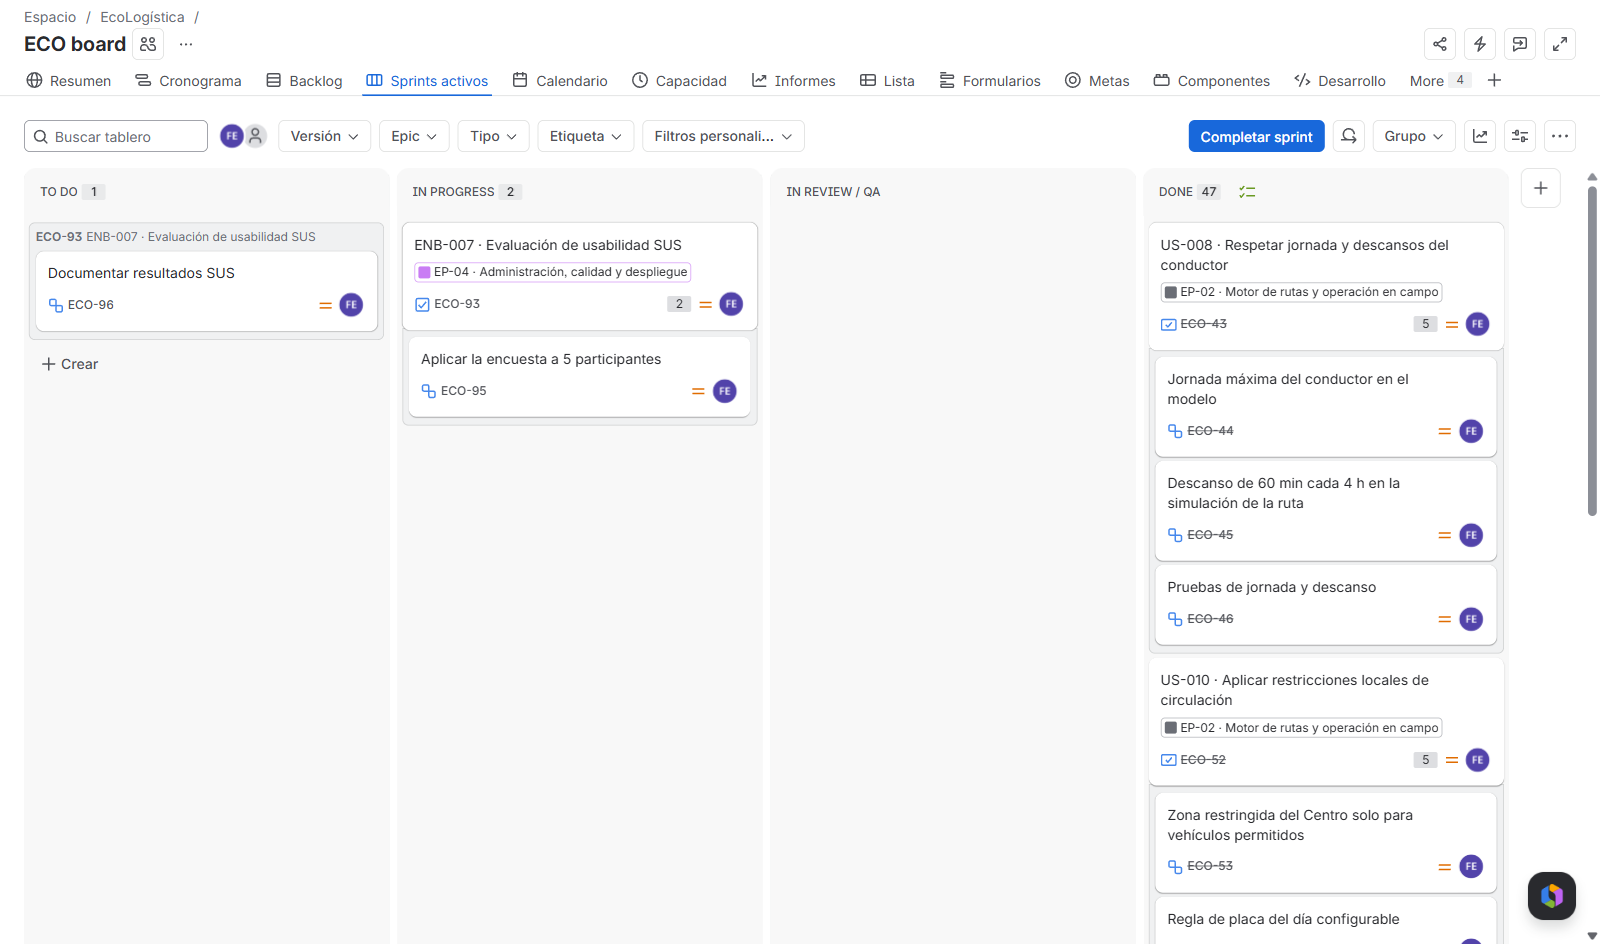 Espacio / EcoLogística /
ECO board
Resumen
Cronograma
Backlog
Sprints activos
Calendario
Capacidad
Informes
Lista
Formularios
Metas
Componentes
Desarrollo
More 4
Buscar tablero
FE
Versión
Epic
Tipo
Etiqueta
Filtros personali...
Completar sprint
Grupo
TO DO 1
ECO-93 ENB-007 · Evaluación de usabilidad SUS
Documentar resultados SUS
ECO-96
FE
Crear
IN PROGRESS 2
ENB-007 · Evaluación de usabilidad SUS
EP-04 · Administración, calidad y despliegue
ECO-93
2
FE
Aplicar la encuesta a 5 participantes
ECO-95
FE
IN REVIEW / QA
DONE 47
US-008 · Respetar jornada y descansos del
conductor
EP-02 · Motor de rutas y operación en campo
ECO-43
5
FE
Jornada máxima del conductor en el
modelo
ECO-44
FE
Descanso de 60 min cada 4 h en la
simulación de la ruta
ECO-45
FE
Pruebas de jornada y descanso
ECO-46
FE
US-010 · Aplicar restricciones locales de
circulación
EP-02 · Motor de rutas y operación en campo
ECO-52
5
FE
Zona restringida del Centro solo para
vehículos permitidos
ECO-53
FE
Regla de placa del día configurable